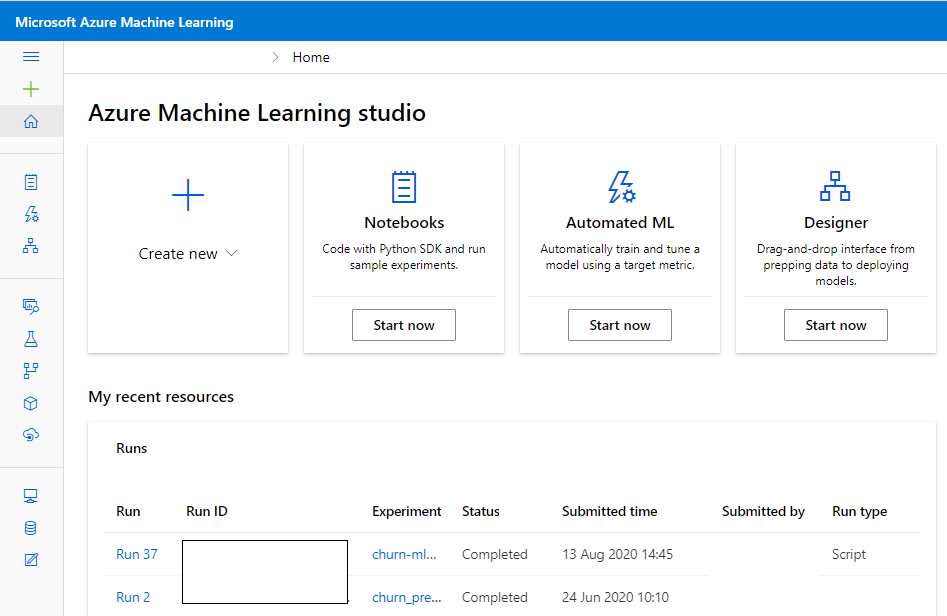 Microsoft Azure Machine Learning
Home
Azure Machine Learning studio
Create new
Notebooks
Code with Python SDK and run
sample experiments.
Start now
Automated ML
Automatically train and tune a
model using a target metric.
Start now
Designer
Drag-and-drop interface from
prepping data to deploying
models.
Start now
My recent resources
Runs
Run Run ID Experiment Status Submitted time Submitted by Run type
Run 37 churn-ml... Completed 13 Aug 2020 14:45 Script
Run 2 churn_pre... Completed 24 Jun 2020 10:10